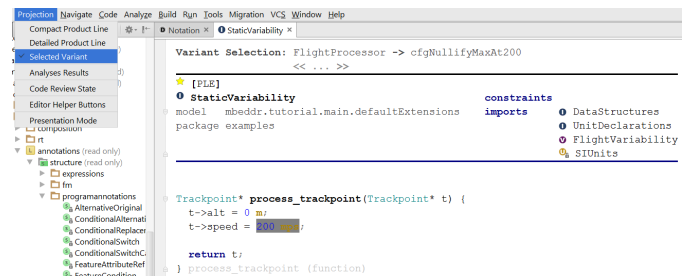 Projection Navigate Code Analyze Build Run Tools Migration VCS Window Help
Compact Product Line
Detailed Product Line
Selected Variant
Analyses Results
Code Review State
Editor Helper Buttons
Presentation Mode
composition
rt
annotations (read only)
structure (read only)
expressions
fm
programannotations
AlternativeOriginal
ConditionalAlternati
ConditionalReplacer
ConditionalSwitch
ConditionalSwitchC
FeatureAttributeRef
FeatureCondition
D Notation × StaticVariability ×
Variant Selection: FlightProcessor -> cfgNullifyMaxAt200
<< ... >>
[PLE]
StaticVariability constraints
model mbeddr.tutorial.main.defaultExtensions imports DataStructures
package examples UnitDeclarations
FlightVariability
SIUnits
Trackpoint* process_trackpoint(Trackpoint* t) {
t->alt = 0 m;
t->speed = 200 ;
return t;
} process_trackpoint (function)